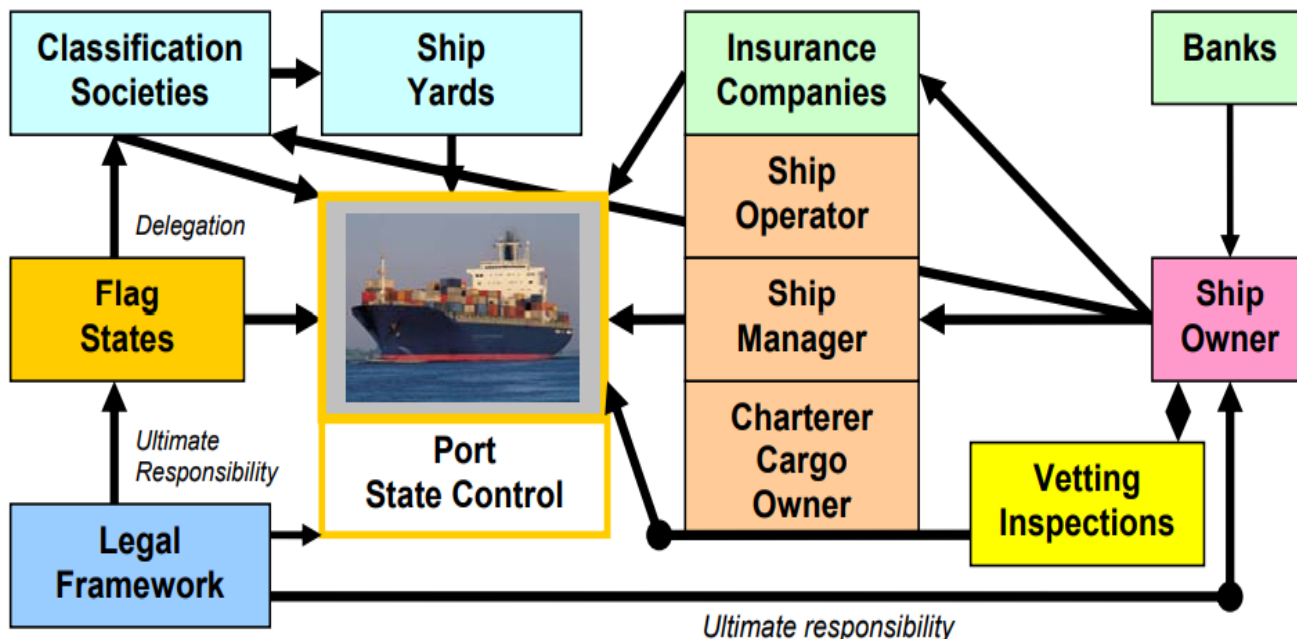 Classification
Societies
Ship
Yards
Insurance
Companies
Banks
Ship
Operator
Delegation
Flag
States
Ship
Manager
Ship
Owner
Ultimate
Responsibility
Port
State Control
Charterer
Cargo
Owner
Vetting
Inspections
Legal
Framework
Ultimate responsibility